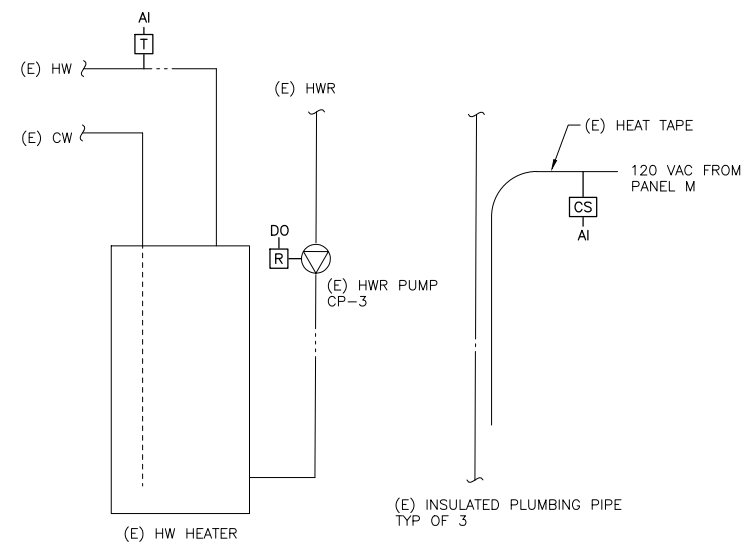 AI
T
(E) HW
(E) HWR
(E) CW
(E) HEAT TAPE
120 VAC FROM
PANEL M
CS
AI
DO
R
(E) HWR PUMP
CP-3
(E) INSULATED PLUMBING PIPE
TYP OF 3
(E) HW HEATER